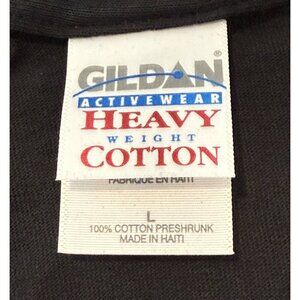 GILDAN®
ACTIVEWEAR
HEAVY
WEIGHT
COTTON
FABRIQUE EN HAITI
L
100% COTTON PRESHRUNK
MADE IN HAITI